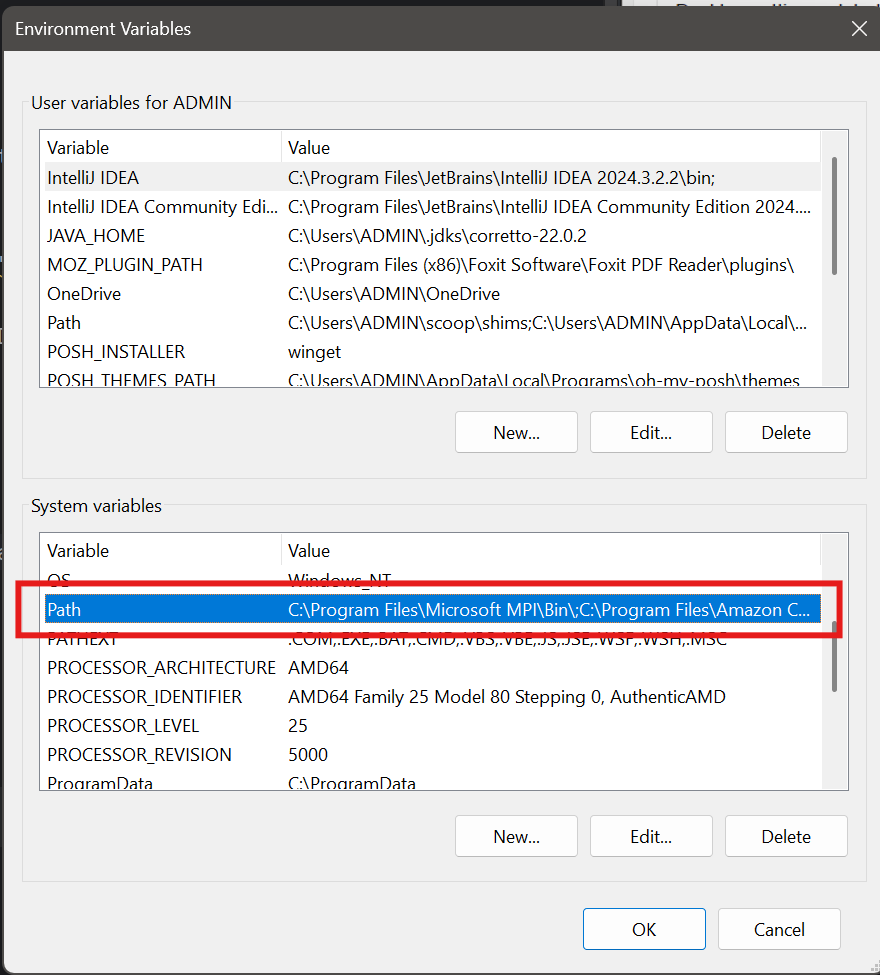 Environment Variables
User variables for ADMIN
Variable Value
IntelliJ IDEA C:\Program Files\JetBrains\IntelliJ IDEA 2024.3.2.2\bin;
IntelliJ IDEA Community Edi... C:\Program Files\JetBrains\IntelliJ IDEA Community Edition 2024....
JAVA_HOME C:\Users\ADMIN\.jdks\corretto-22.0.2
MOZ_PLUGIN_PATH C:\Program Files (x86)\Foxit Software\Foxit PDF Reader\plugins\
OneDrive C:\Users\ADMIN\OneDrive
Path C:\Users\ADMIN\scoop\shims;C:\Users\ADMIN\AppData\Local\...
POSH_INSTALLER winget
POSH_THEMES_PATH C:\Users\ADMIN\AppData\Local\Programs\oh-my-posh\themes
New... Edit... Delete
System variables
Variable Value
OS Windows_NT
Path C:\Program Files\Microsoft MPI\Bin\;C:\Program Files\Amazon C...
PATHEXT .COM;.EXE;.BAT;.CMD;.VBS;.VBE;.JS;.JSE;.WSF;.WSH;.MSC
PROCESSOR_ARCHITECTURE AMD64
PROCESSOR_IDENTIFIER AMD64 Family 25 Model 80 Stepping 0, AuthenticAMD
PROCESSOR_LEVEL 25
PROCESSOR_REVISION 5000
ProgramData C:\ProgramData
New... Edit... Delete
OK Cancel